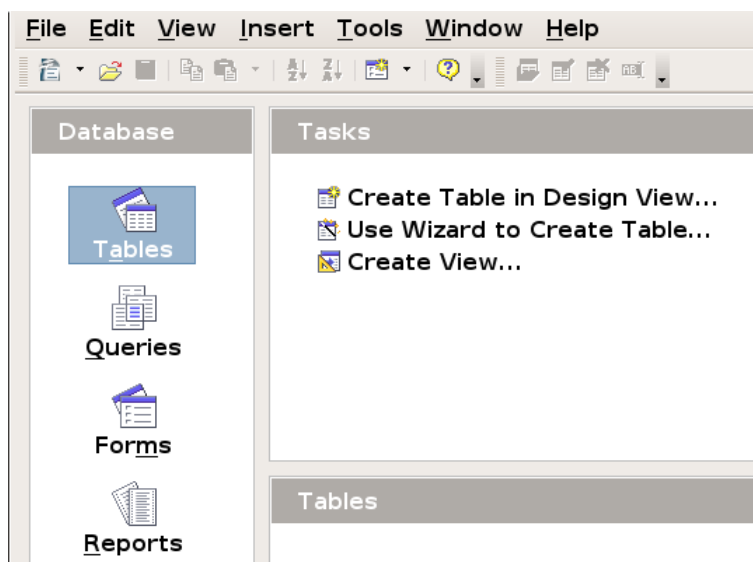 File Edit View Insert Tools Window Help
Database
Tables
Queries
Forms
Reports
Tasks
Create Table in Design View...
Use Wizard to Create Table...
Create View...
Tables